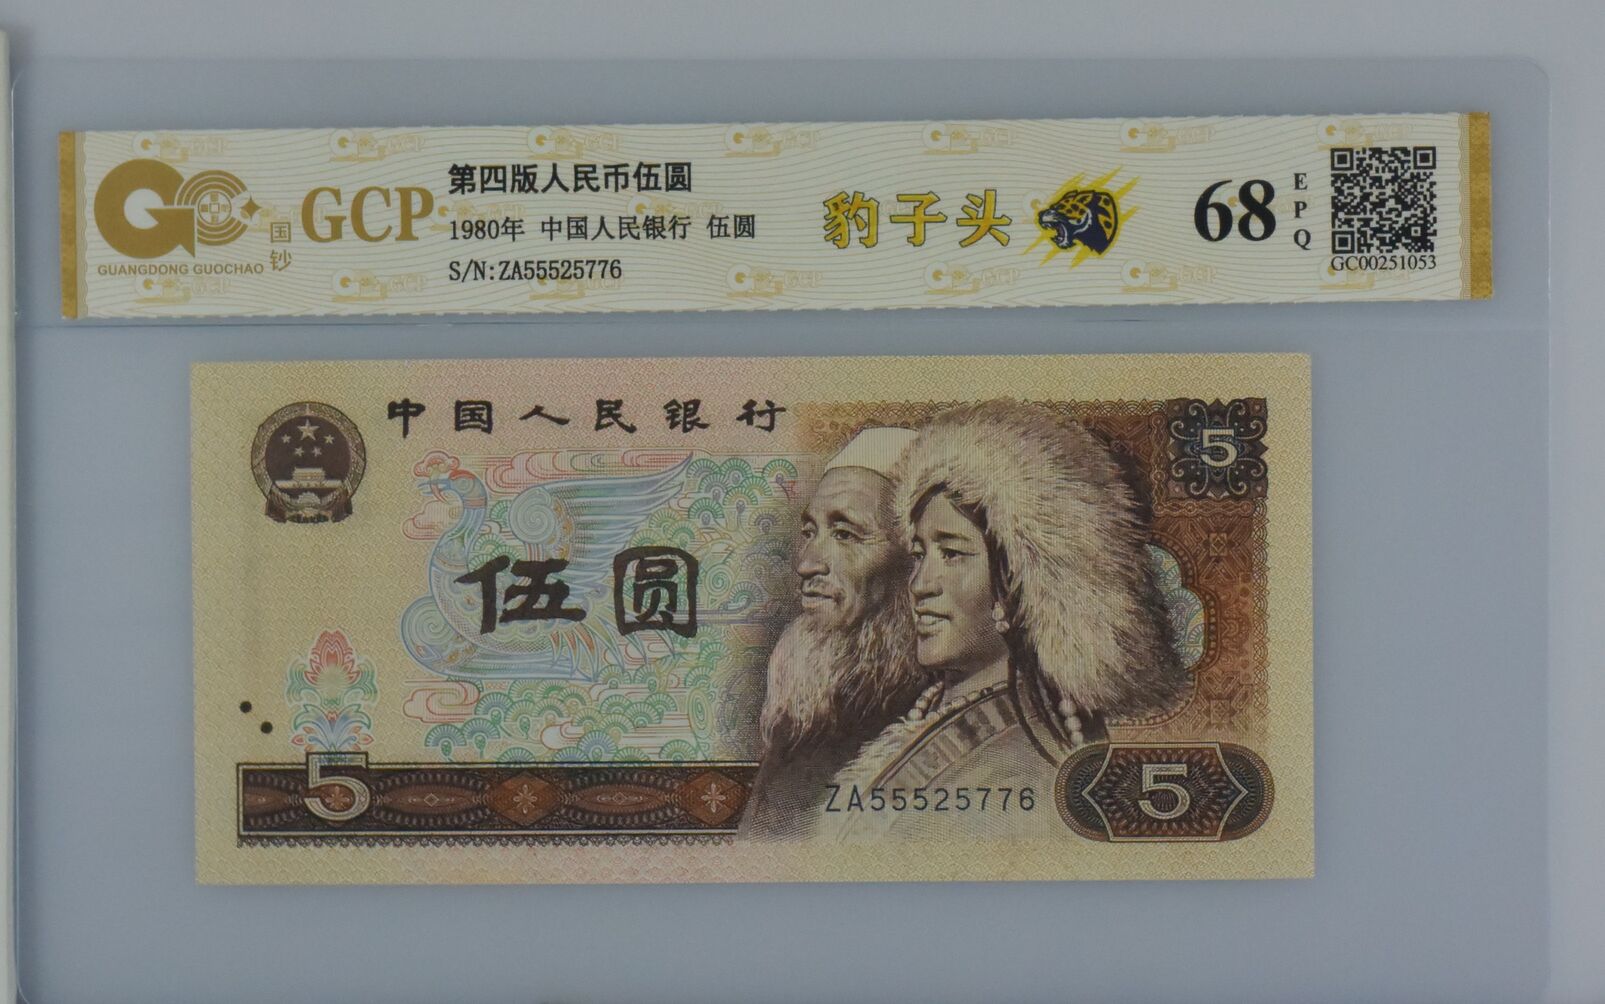 GUANGDONG GUOCHAO
国钞
GCP
第四版人民币伍圆
1980年 中国人民银行 伍圆
S/N:ZA55525776
豹子头
68
EPQ
GC00251053
中国人民银行
5
伍圆
5
ZA55525776
5